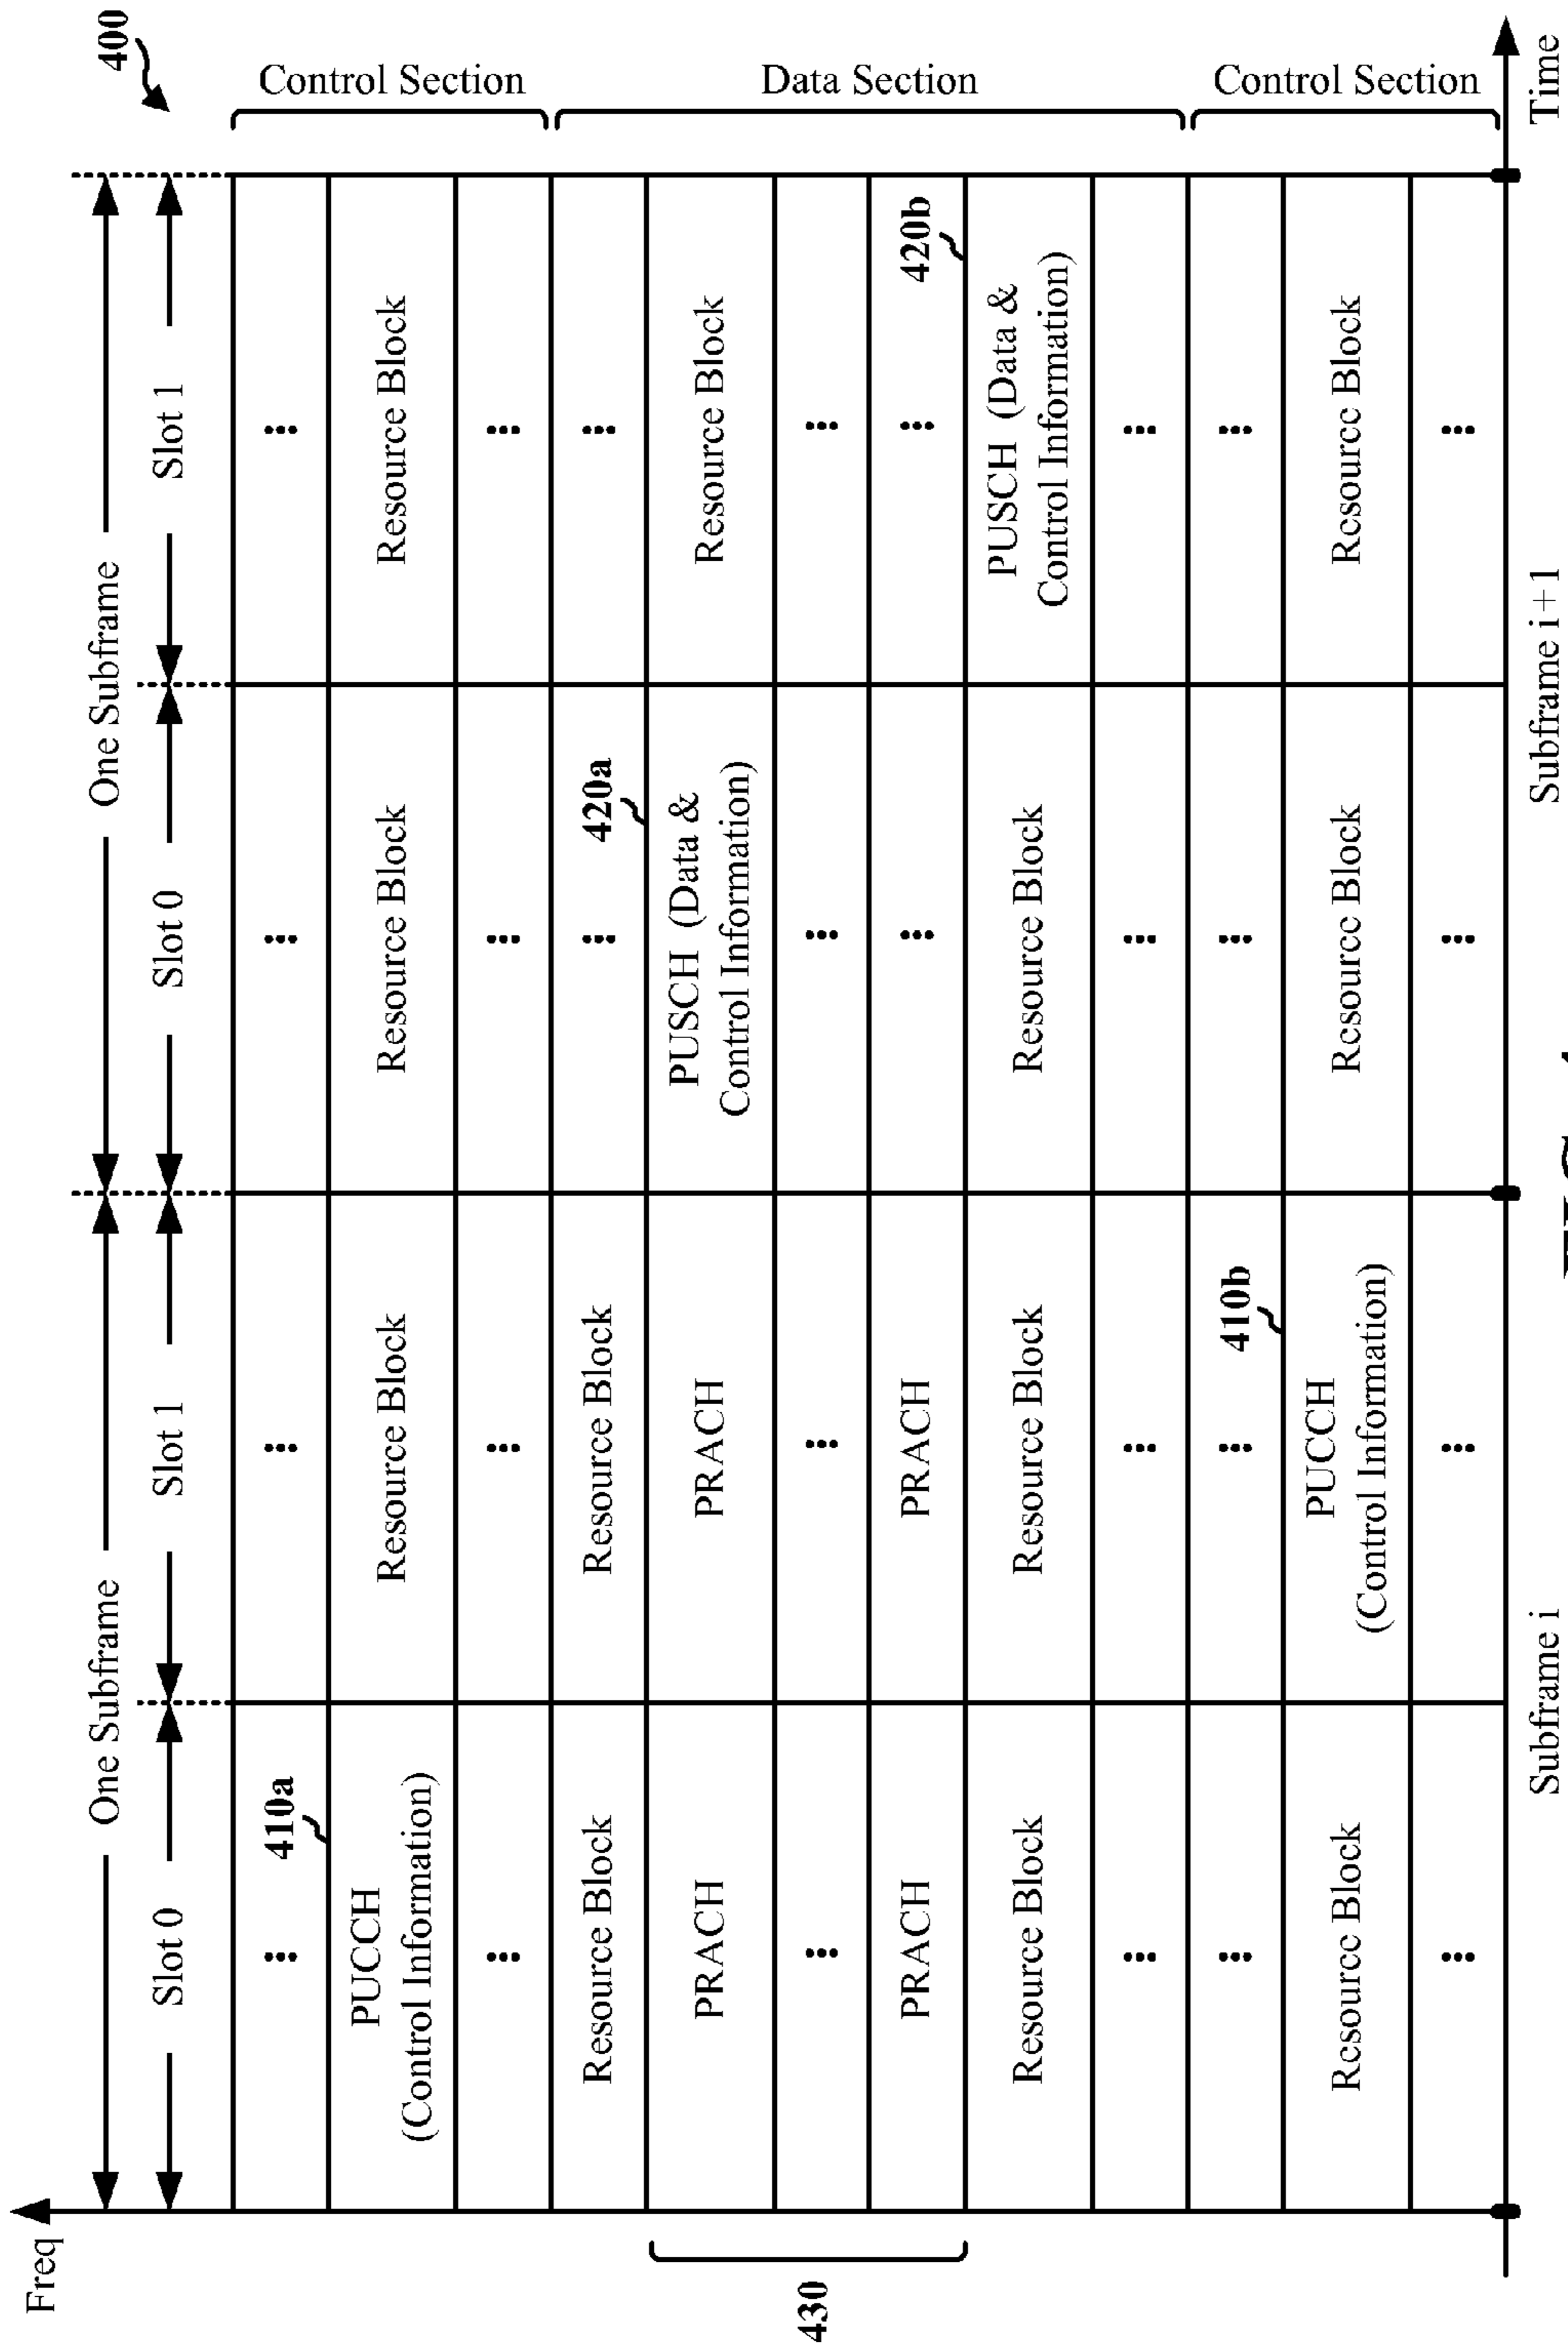 Freq
400
One Subframe
One Subframe
Slot 0
Slot 1
Slot 0
Slot 1
...
410a
...
...
...
PUCCH
(Control Information)
Resource Block
Resource Block
Resource Block
Control Section
...
...
...
...
Resource Block
Resource Block
...
420a
...
PRACH
PRACH
PUSCH (Data &
Control Information)
Resource Block
430
...
...
...
...
Data Section
PRACH
PRACH
...
...
420b
Resource Block
Resource Block
Resource Block
PUSCH (Data &
Control Information)
...
...
...
...
...
...
410b
...
...
Resource Block
PUCCH
(Control Information)
Resource Block
Resource Block
Control Section
...
...
...
...
Subframe i
Subframe i+1
Time